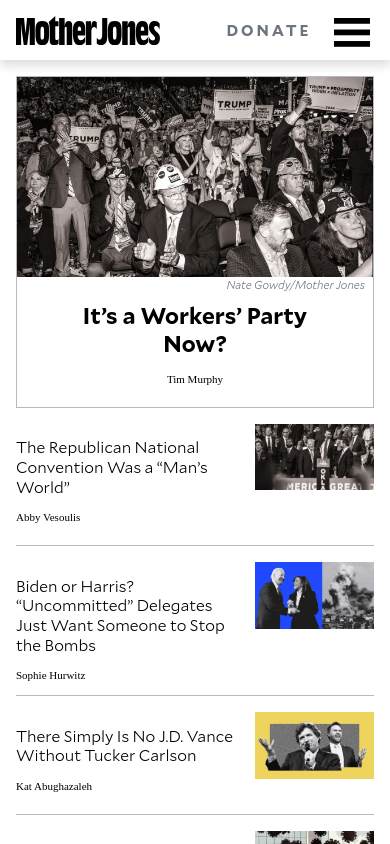 Mother Jones
DONATE
TRUMP
TRUMP
TRUMP
Nate Gowdy/Mother Jones
It’s a Workers’ Party
Now?
Tim Murphy
The Republican National
Convention Was a “Man’s
World”
Abby Vesoulis
Biden or Harris?
“Uncommitted” Delegates
Just Want Someone to Stop
the Bombs
Sophie Hurwitz
There Simply Is No J.D. Vance
Without Tucker Carlson
Kat Abughazaleh